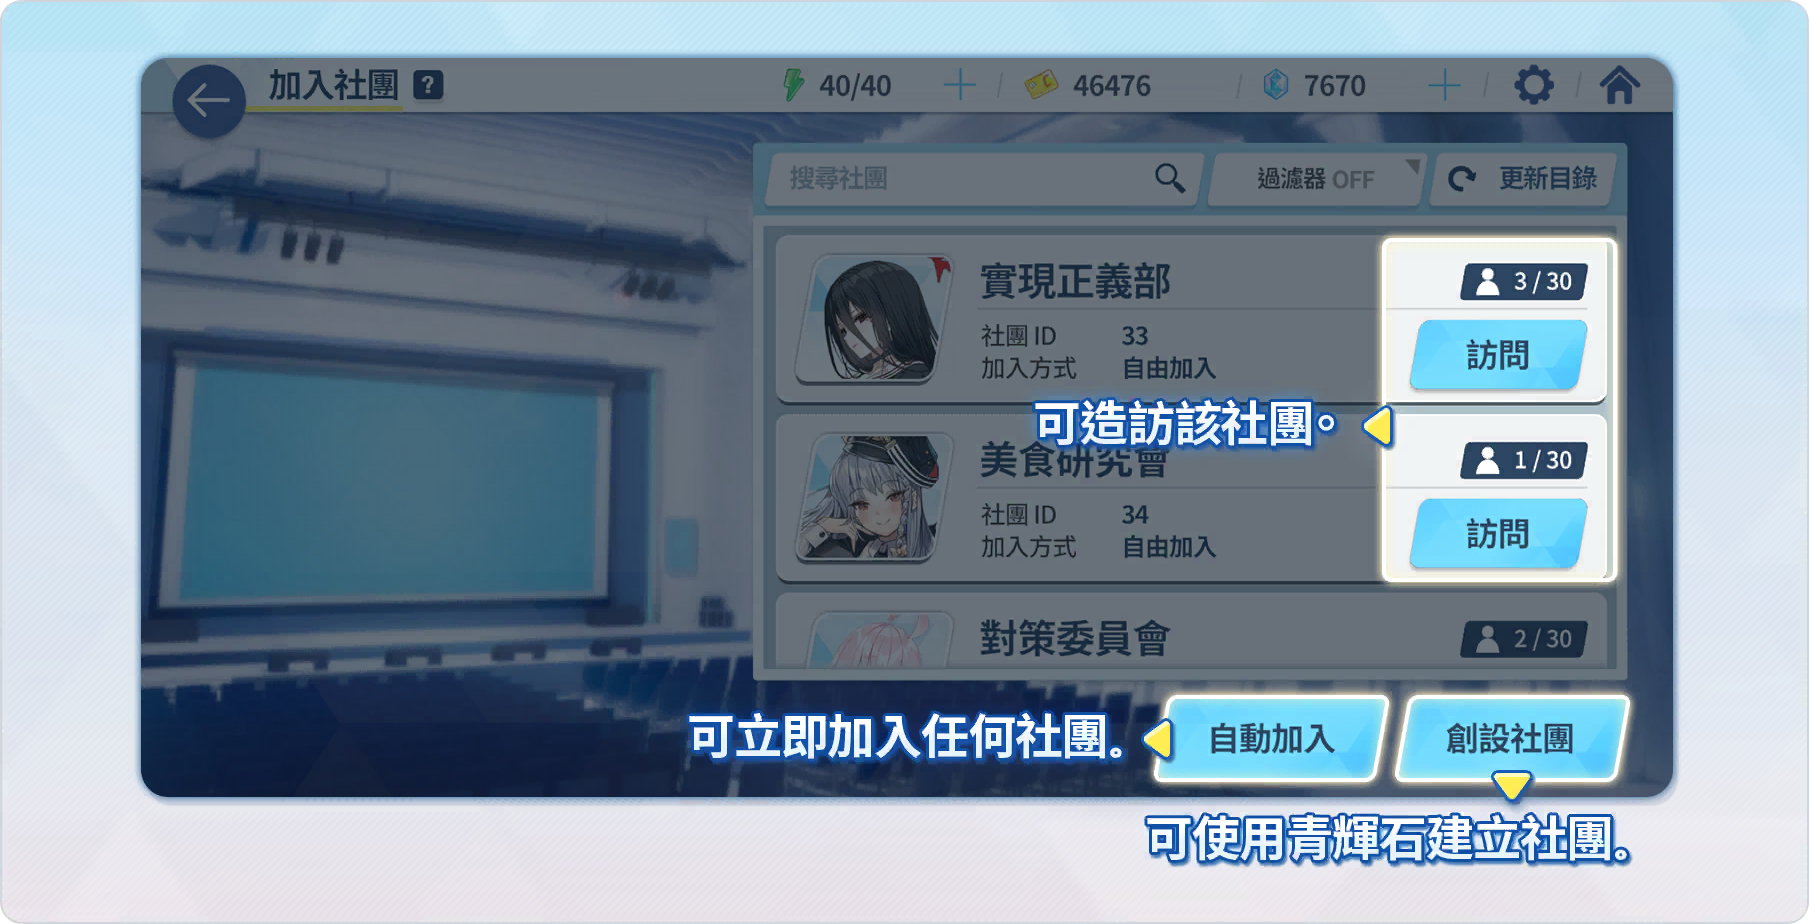 加入社團 ?
40/40
46476
7670
搜尋社團
過濾器 OFF
更新目錄
實現正義部
3 / 30
社團 ID 33
加入方式 自由加入
訪問
可造訪該社團。
美食研究會
1 / 30
社團 ID 34
加入方式 自由加入
訪問
對策委員會
2 / 30
可立即加入任何社團。
自動加入
創設社團
可使用青輝石建立社團。